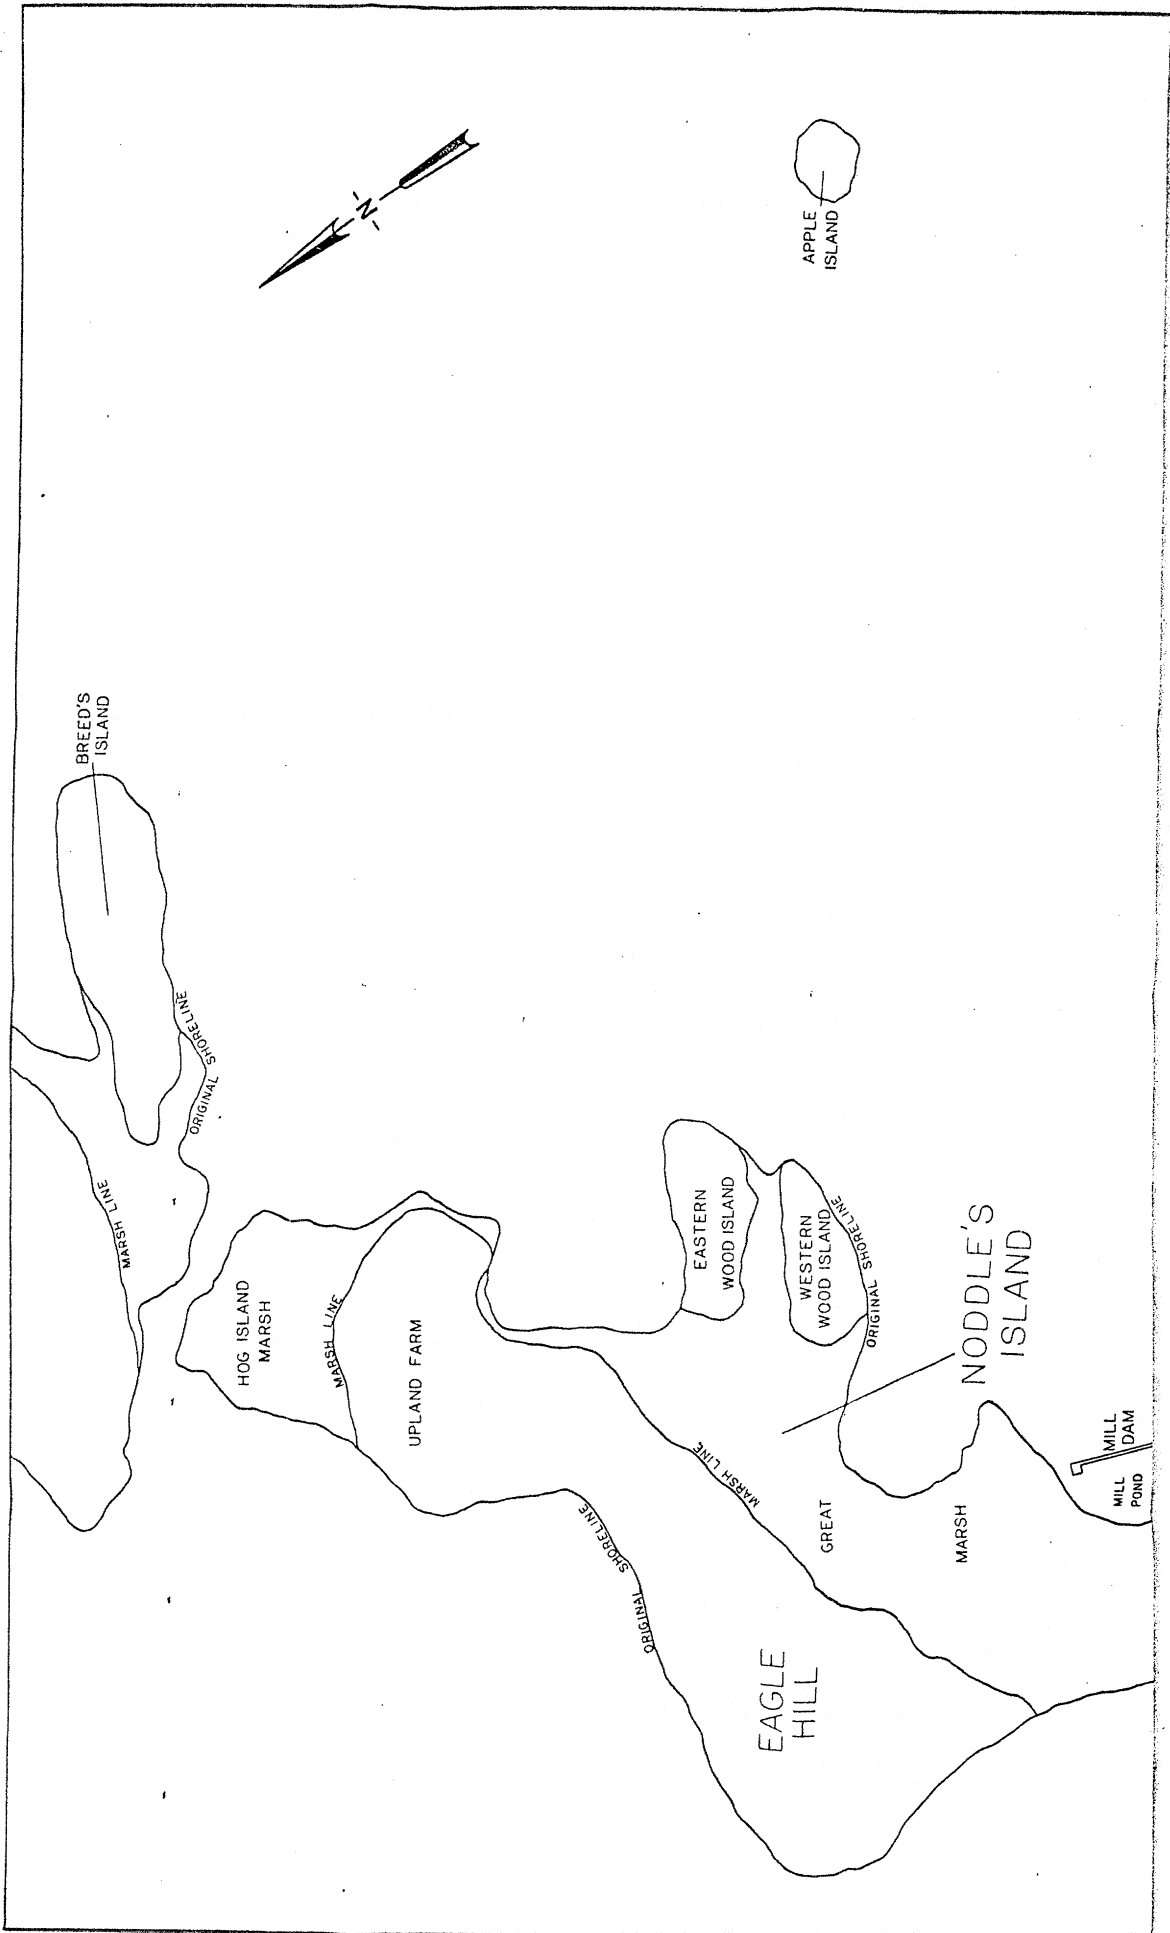 BREED'S
ISLAND
-N-
APPLE
ISLAND
MARSH LINE
ORIGINAL SHORELINE
HOG ISLAND
MARSH
MARSH LINE
UPLAND FARM
EASTERN
WOOD ISLAND
WESTERN
WOOD ISLAND
ORIGINAL SHORELINE
NODDLE'S
ISLAND
ORIGINAL SHORELINE
MARSH LINE
GREAT
MARSH
MILL
DAM
MILL
POND
EAGLE
HILL